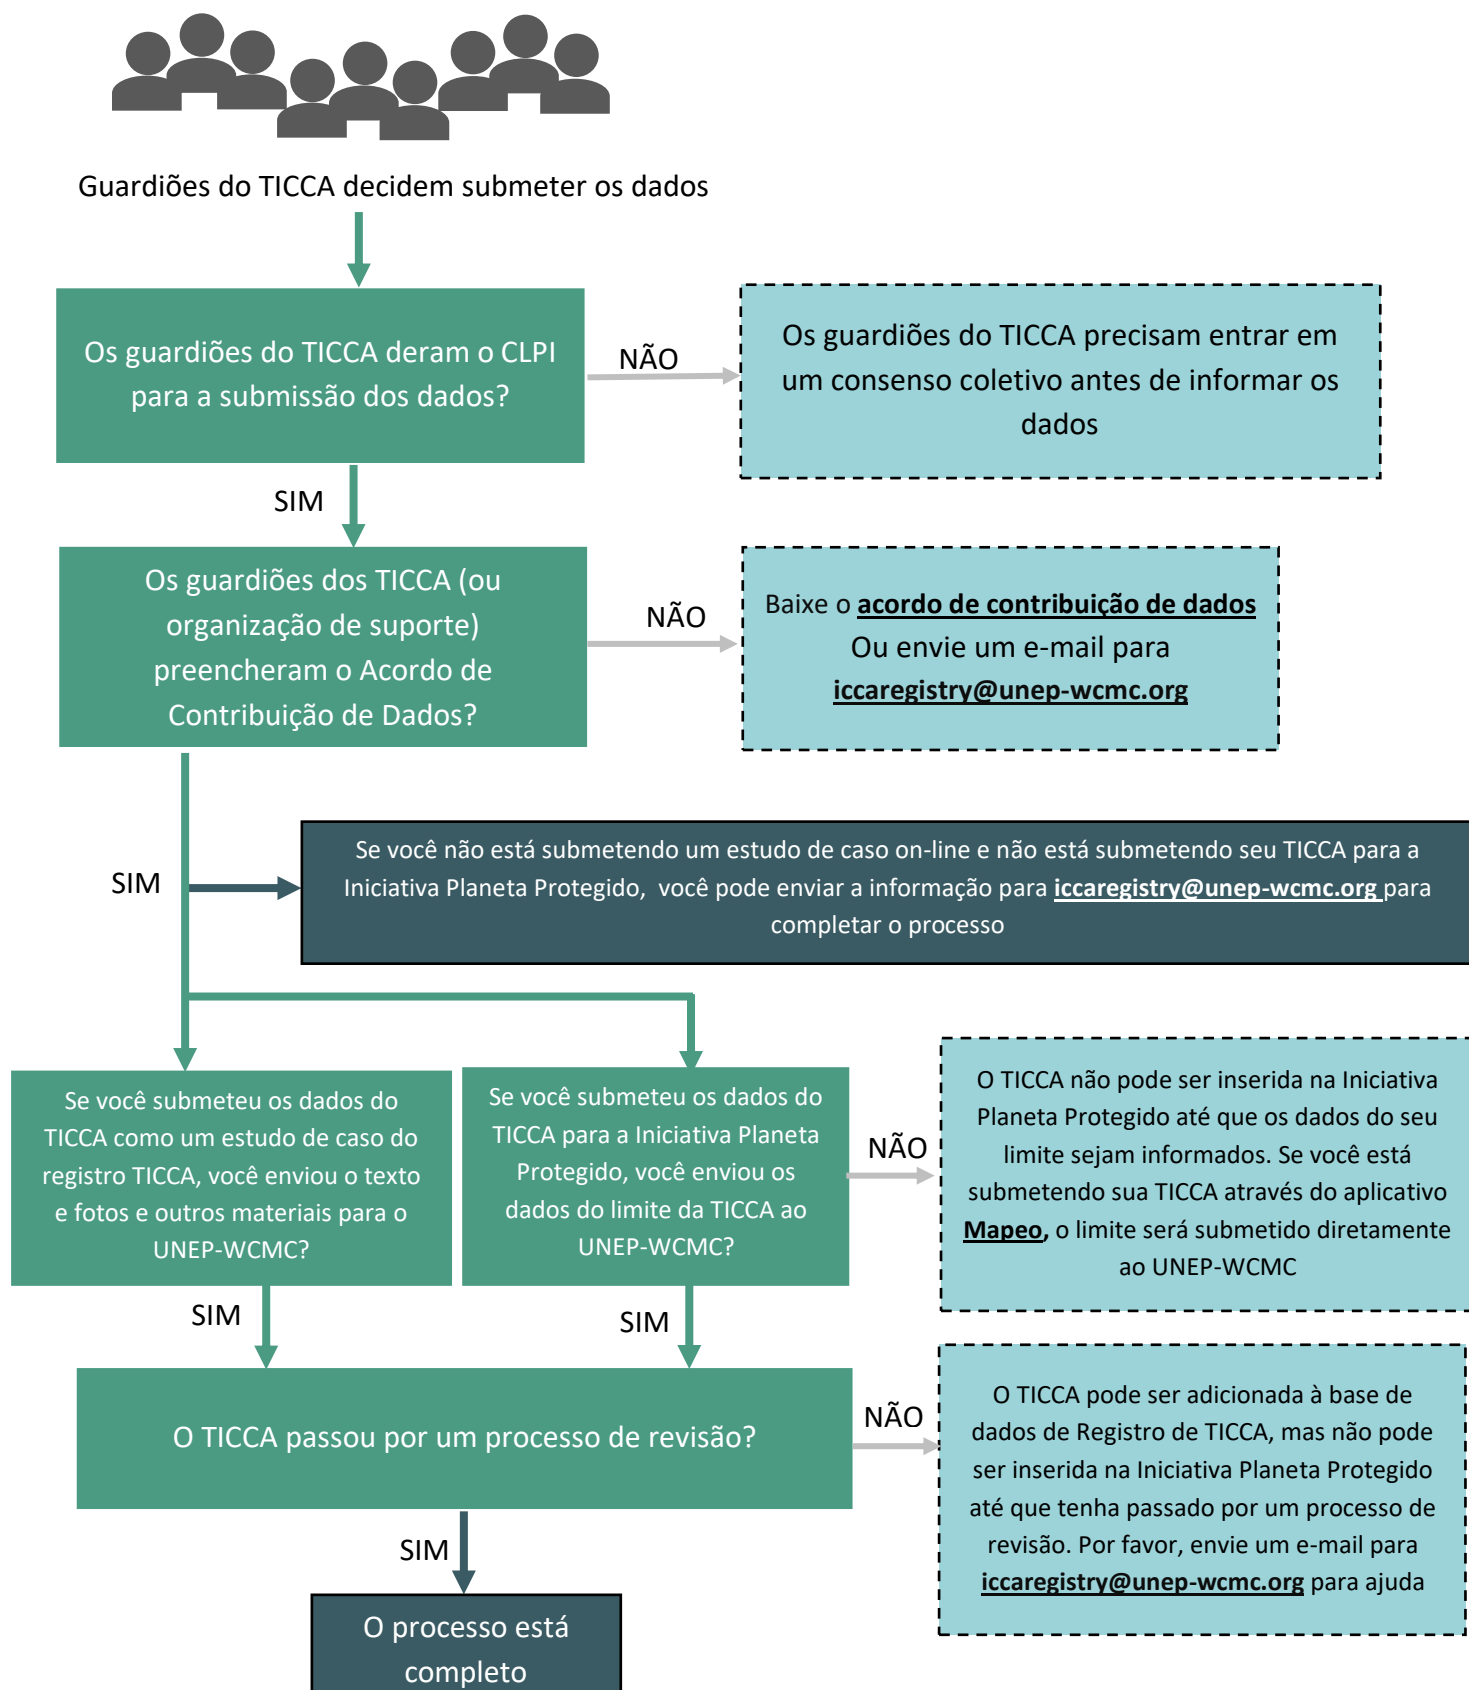 Guardiões do TICCA decidem submeter os dados
Os guardiões do TICCA deram o CLPI
para a submissão dos dados?
NÃO
Os guardiões do TICCA precisam entrar em
um consenso coletivo antes de informar os
dados
SIM
Os guardiões dos TICCA (ou
organização de suporte)
preencheram o Acordo de
Contribuição de Dados?
NÃO
Baixe o acordo de contribuição de dados
Ou envie um e-mail para
iccaregistry@unep-wcmc.org
SIM
Se você não está submetendo um estudo de caso on-line e não está submetendo seu TICCA para a
Iniciativa Planeta Protegido, você pode enviar a informação para iccaregistry@unep-wcmc.org para
completar o processo
Se você submeteu os dados do
TICCA como um estudo de caso do
registro TICCA, você enviou o texto
e fotos e outros materiais para o
UNEP-WCMC?
Se você submeteu os dados do
TICCA para a Iniciativa Planeta
Protegido, você enviou os
dados do limite da TICCA ao
UNEP-WCMC?
NÃO
O TICCA não pode ser inserida na Iniciativa
Planeta Protegido até que os dados do seu
limite sejam informados. Se você está
submetendo sua TICCA através do aplicativo
Mapeo, o limite será submetido diretamente
ao UNEP-WCMC
SIM
SIM
O TICCA passou por um processo de revisão?
NÃO
O TICCA pode ser adicionada à base de
dados de Registro de TICCA, mas não pode
ser inserida na Iniciativa Planeta Protegido
até que tenha passado por um processo de
revisão. Por favor, envie um e-mail para
iccaregistry@unep-wcmc.org para ajuda
SIM
O processo está
completo